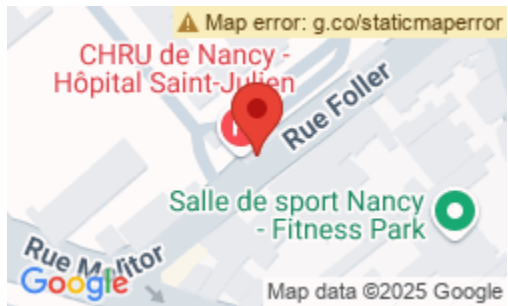 Map error: g.co/staticmaperror
CHRU de Nancy -
Hôpital Saint-Julien
Rue Foller
Salle de sport Nancy
- Fitness Park
Rue Molitor
Google
Map data ©2025 Google